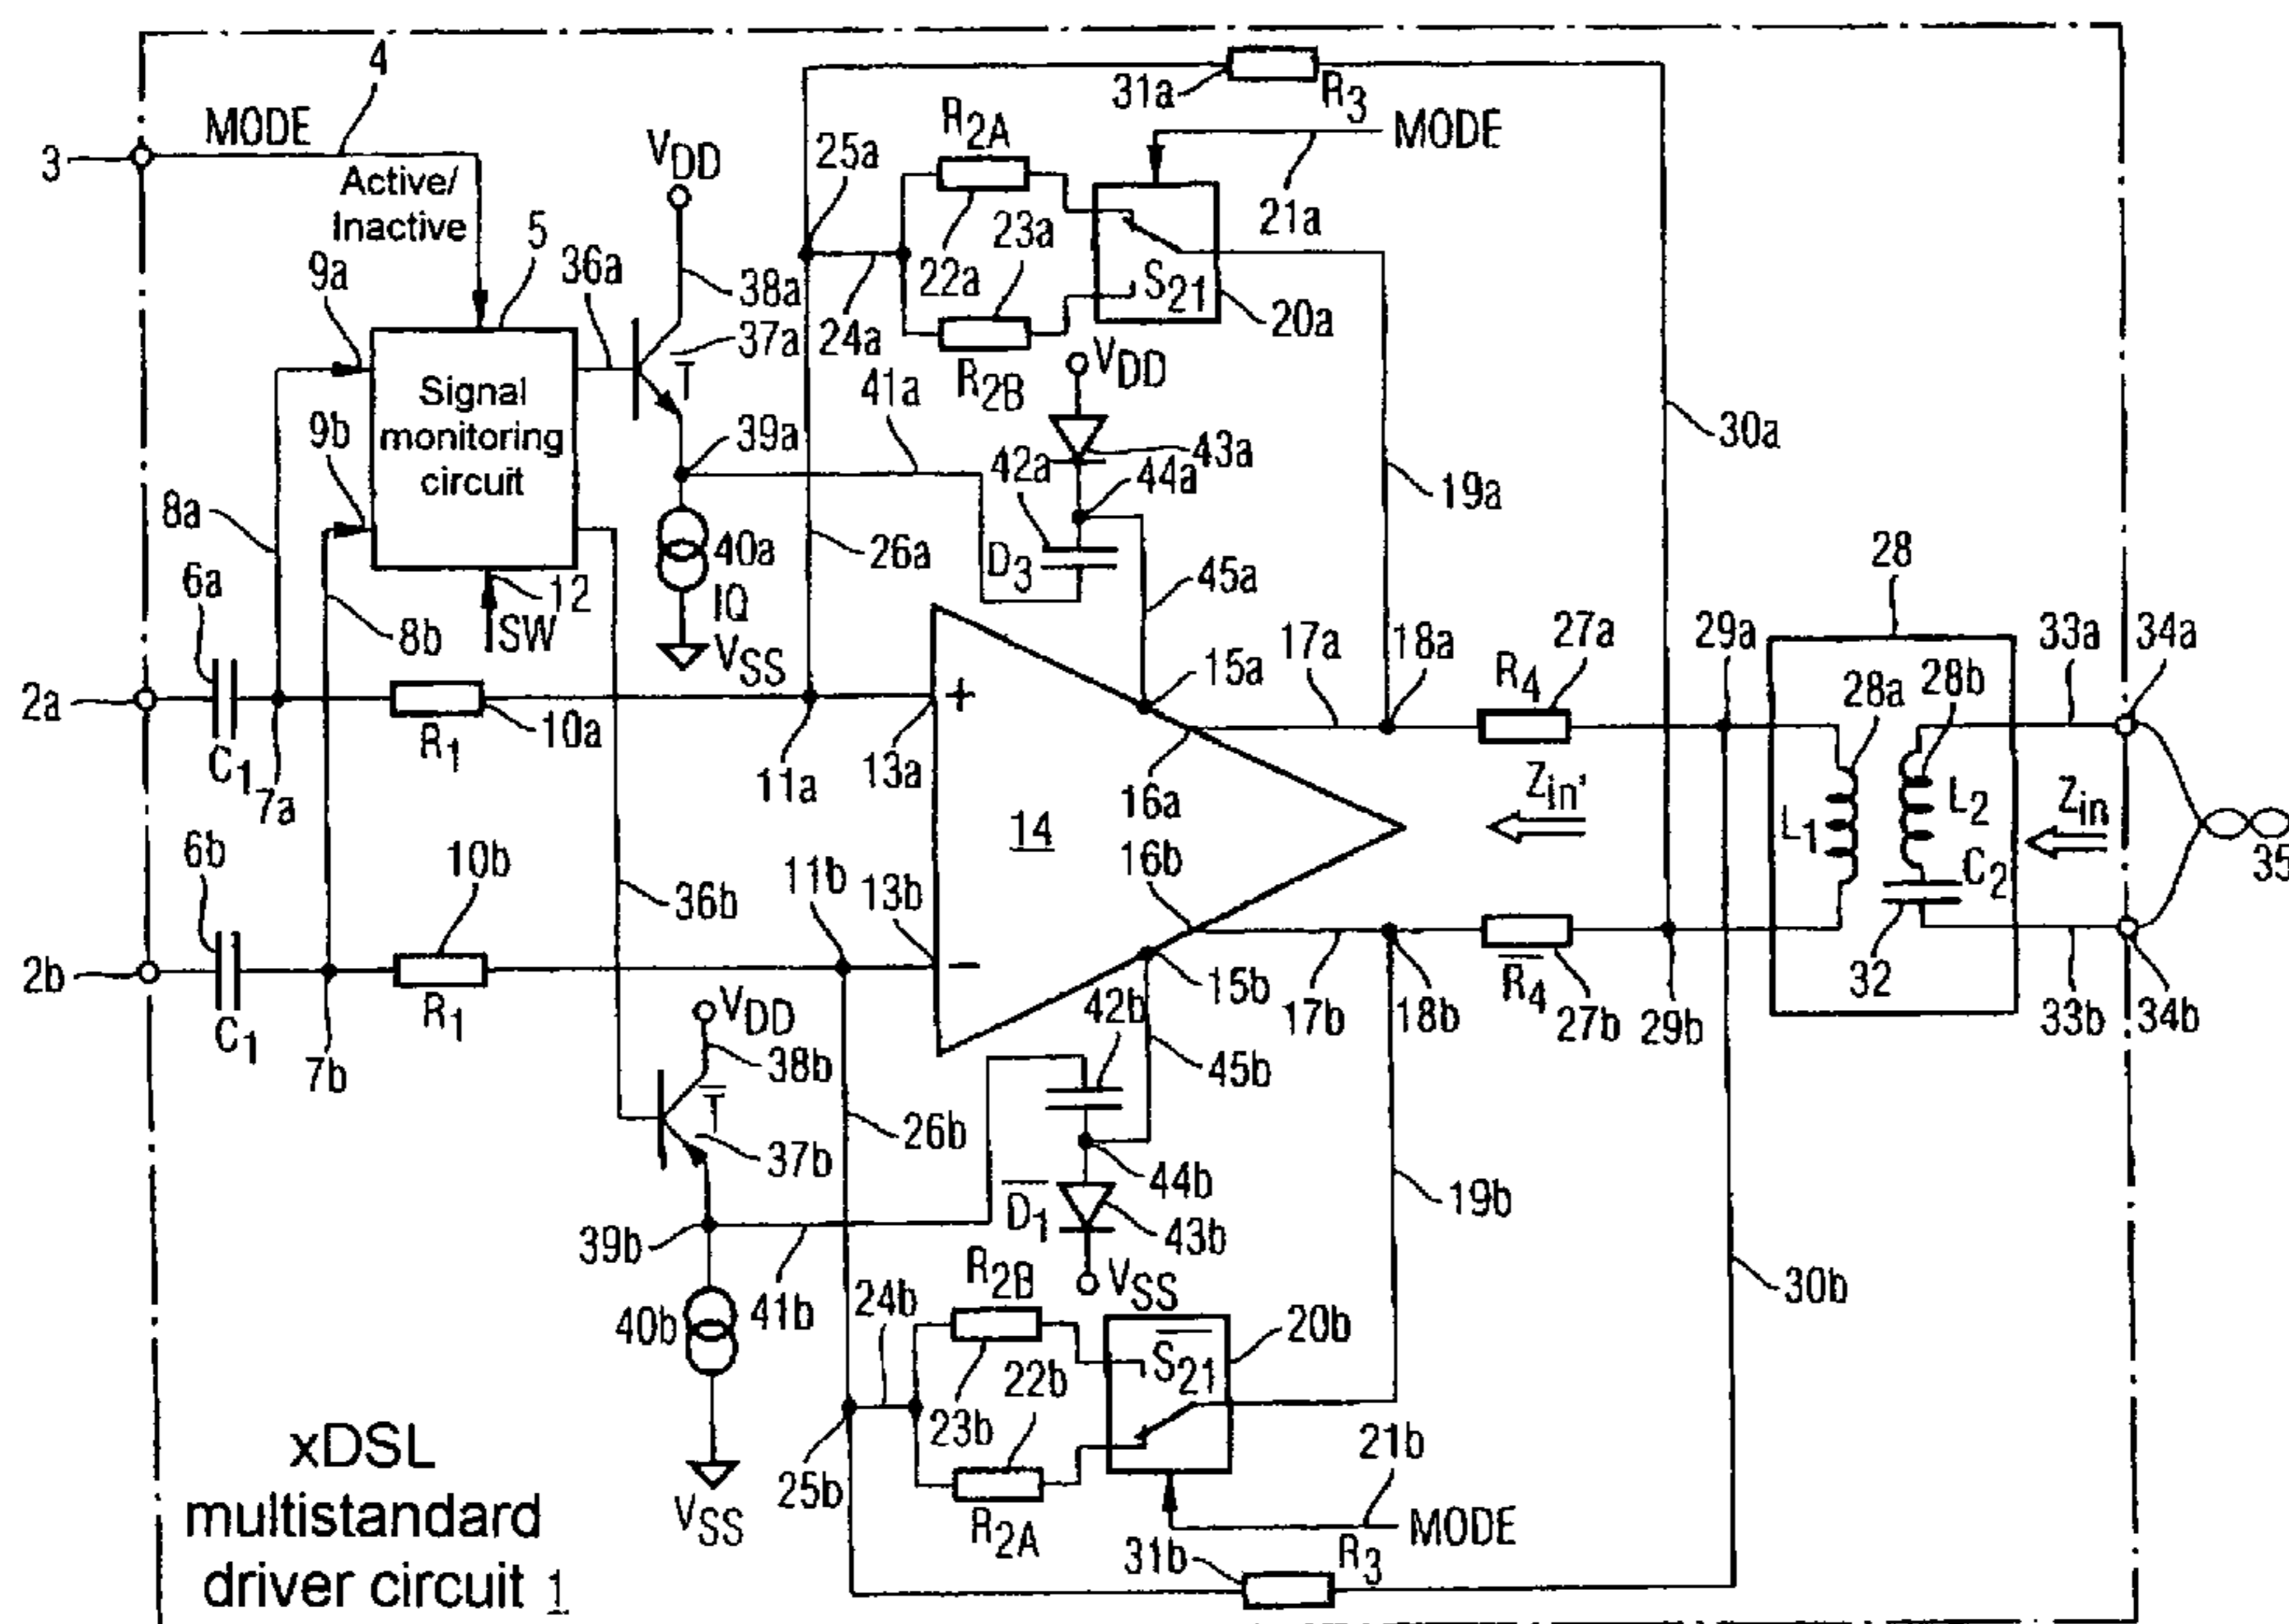 4
31a
R3
MODE
R2A
MODE
3
VDD
25a
Active/
Inactive
5
36a
23a
21a
9a
38a
22a
S21
20a
24a
37a
T
R2B
VDD
41a
Signal
monitoring
circuit
9b
39a
42a
43a
44a
30a
19a
8a
40a
26a
D3
45a
28
6a
12
IQ
8b
SW
VSS
17a
18a
R4
27a
29a
33a
34a
2a
15a
28a
28b
R1
10a
C1
7a
11a
13a
+
16a
Zin'
L1
L2
Zin
14
6b
10b
11b
13b
16b
C2
35
36b
−
32
2b
15b
R4
C1
R1
VDD
42b
17b
18b
27b
29b
33b
34b
7b
38b
45b
T
26b
37b
44b
19b
D1
43b
39b
R2B
VSS
30b
40b
41b
24b
S21
20b
22b
23b
21b
xDSL
multistandard
driver circuit 1
25b
VSS
R2A
MODE
31b
R3